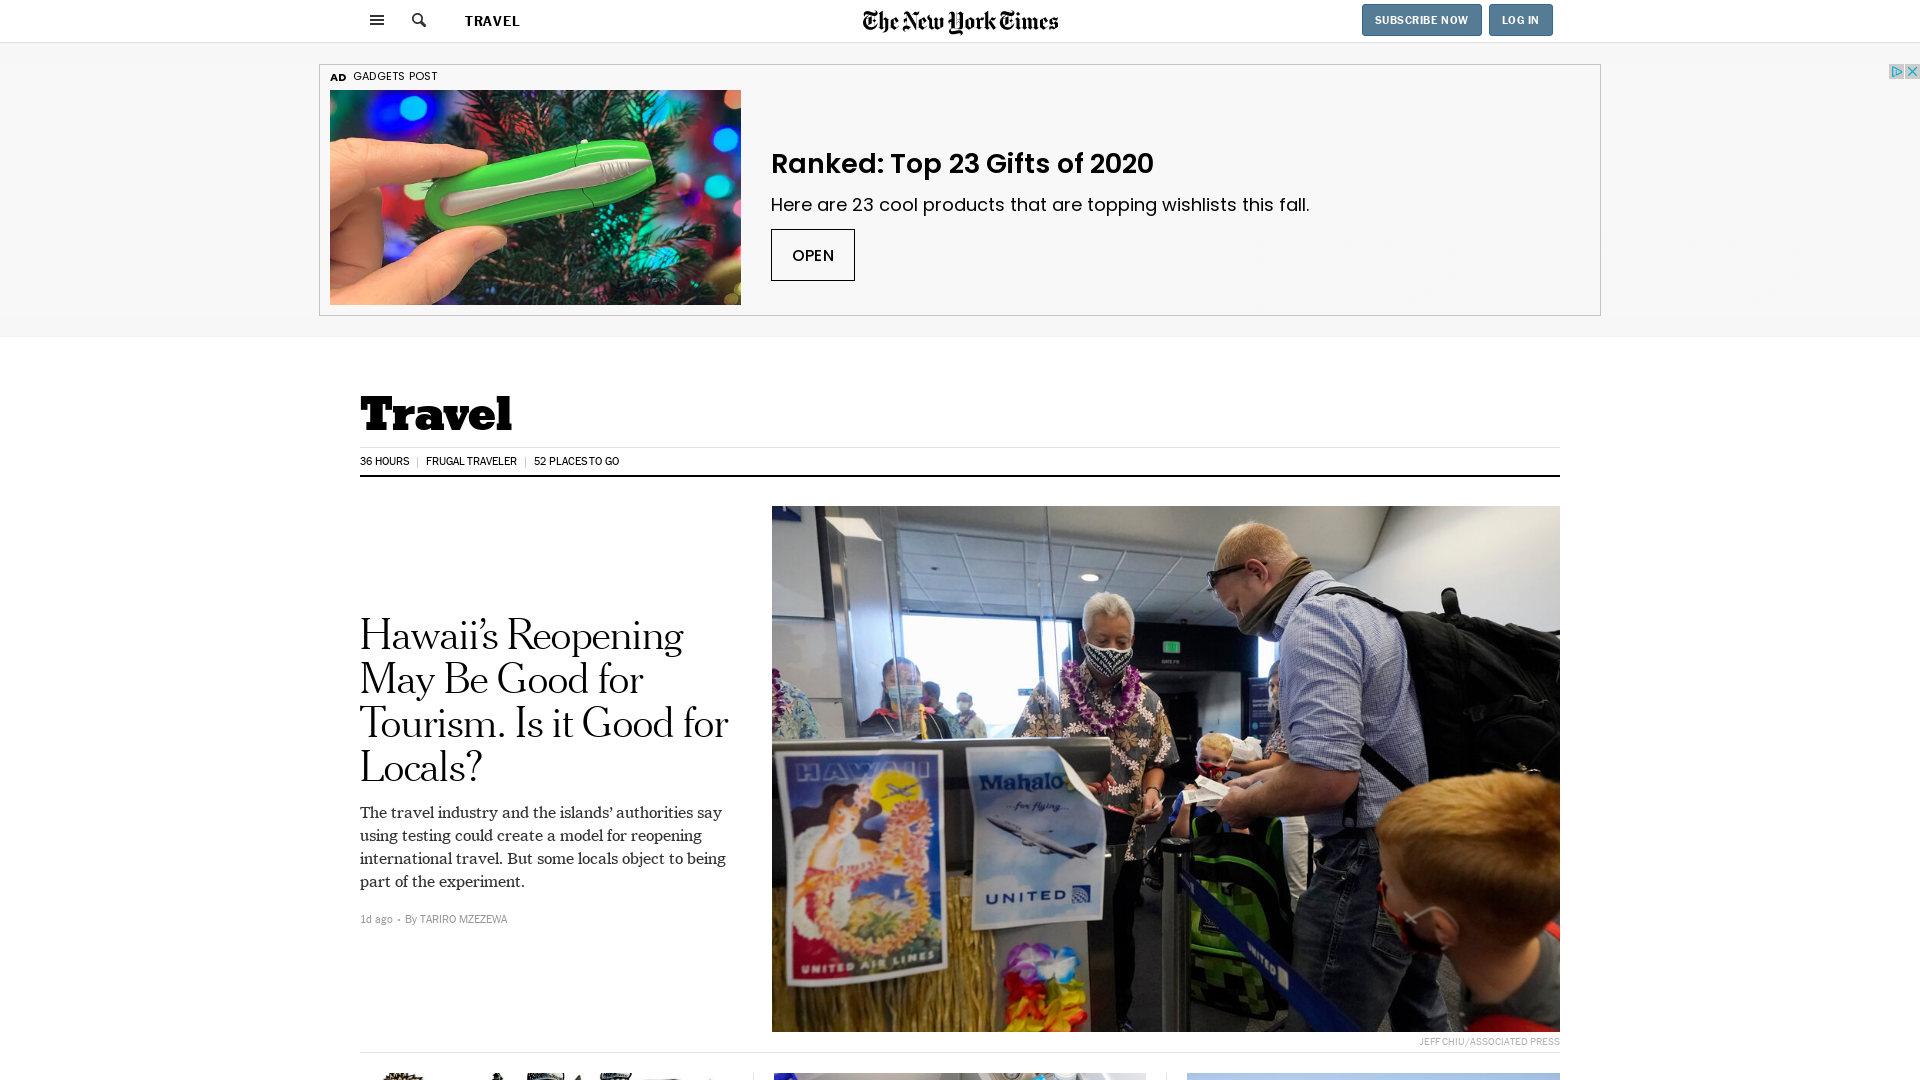 TRAVEL
The New York Times
SUBSCRIBE NOW
LOG IN
AD GADGETS POST
Ranked: Top 23 Gifts of 2020
Here are 23 cool products that are topping wishlists this fall.
OPEN
Travel
36 HOURS
FRUGAL TRAVELER
52 PLACES TO GO
Hawaii’s Reopening
May Be Good for
Tourism. Is it Good for
Locals?
The travel industry and the islands’ authorities say
using testing could create a model for reopening
international travel. But some locals object to being
part of the experiment.
1d ago • By TARIRO MZEZEWA
HAWAII
UNITED AIR LINES
Mahalo
...for flying...
UNITED
UNITED
JEFF CHIU/ASSOCIATED PRESS